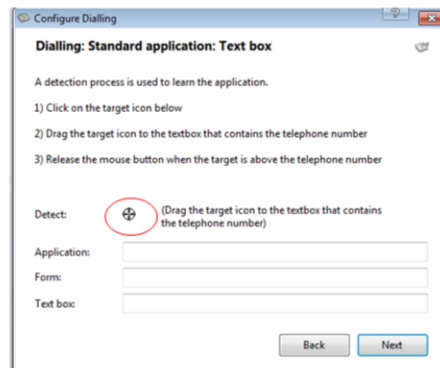 Configure Dialling
Dialling: Standard application: Text box
A detection process is used to learn the application.
1) Click on the target icon below
2) Drag the target icon to the textbox that contains the telephone number
3) Release the mouse button when the target is above the telephone number
Detect:
(Drag the target icon to the textbox that contains
the telephone number)
Application:
Form:
Text box:
Back
Next